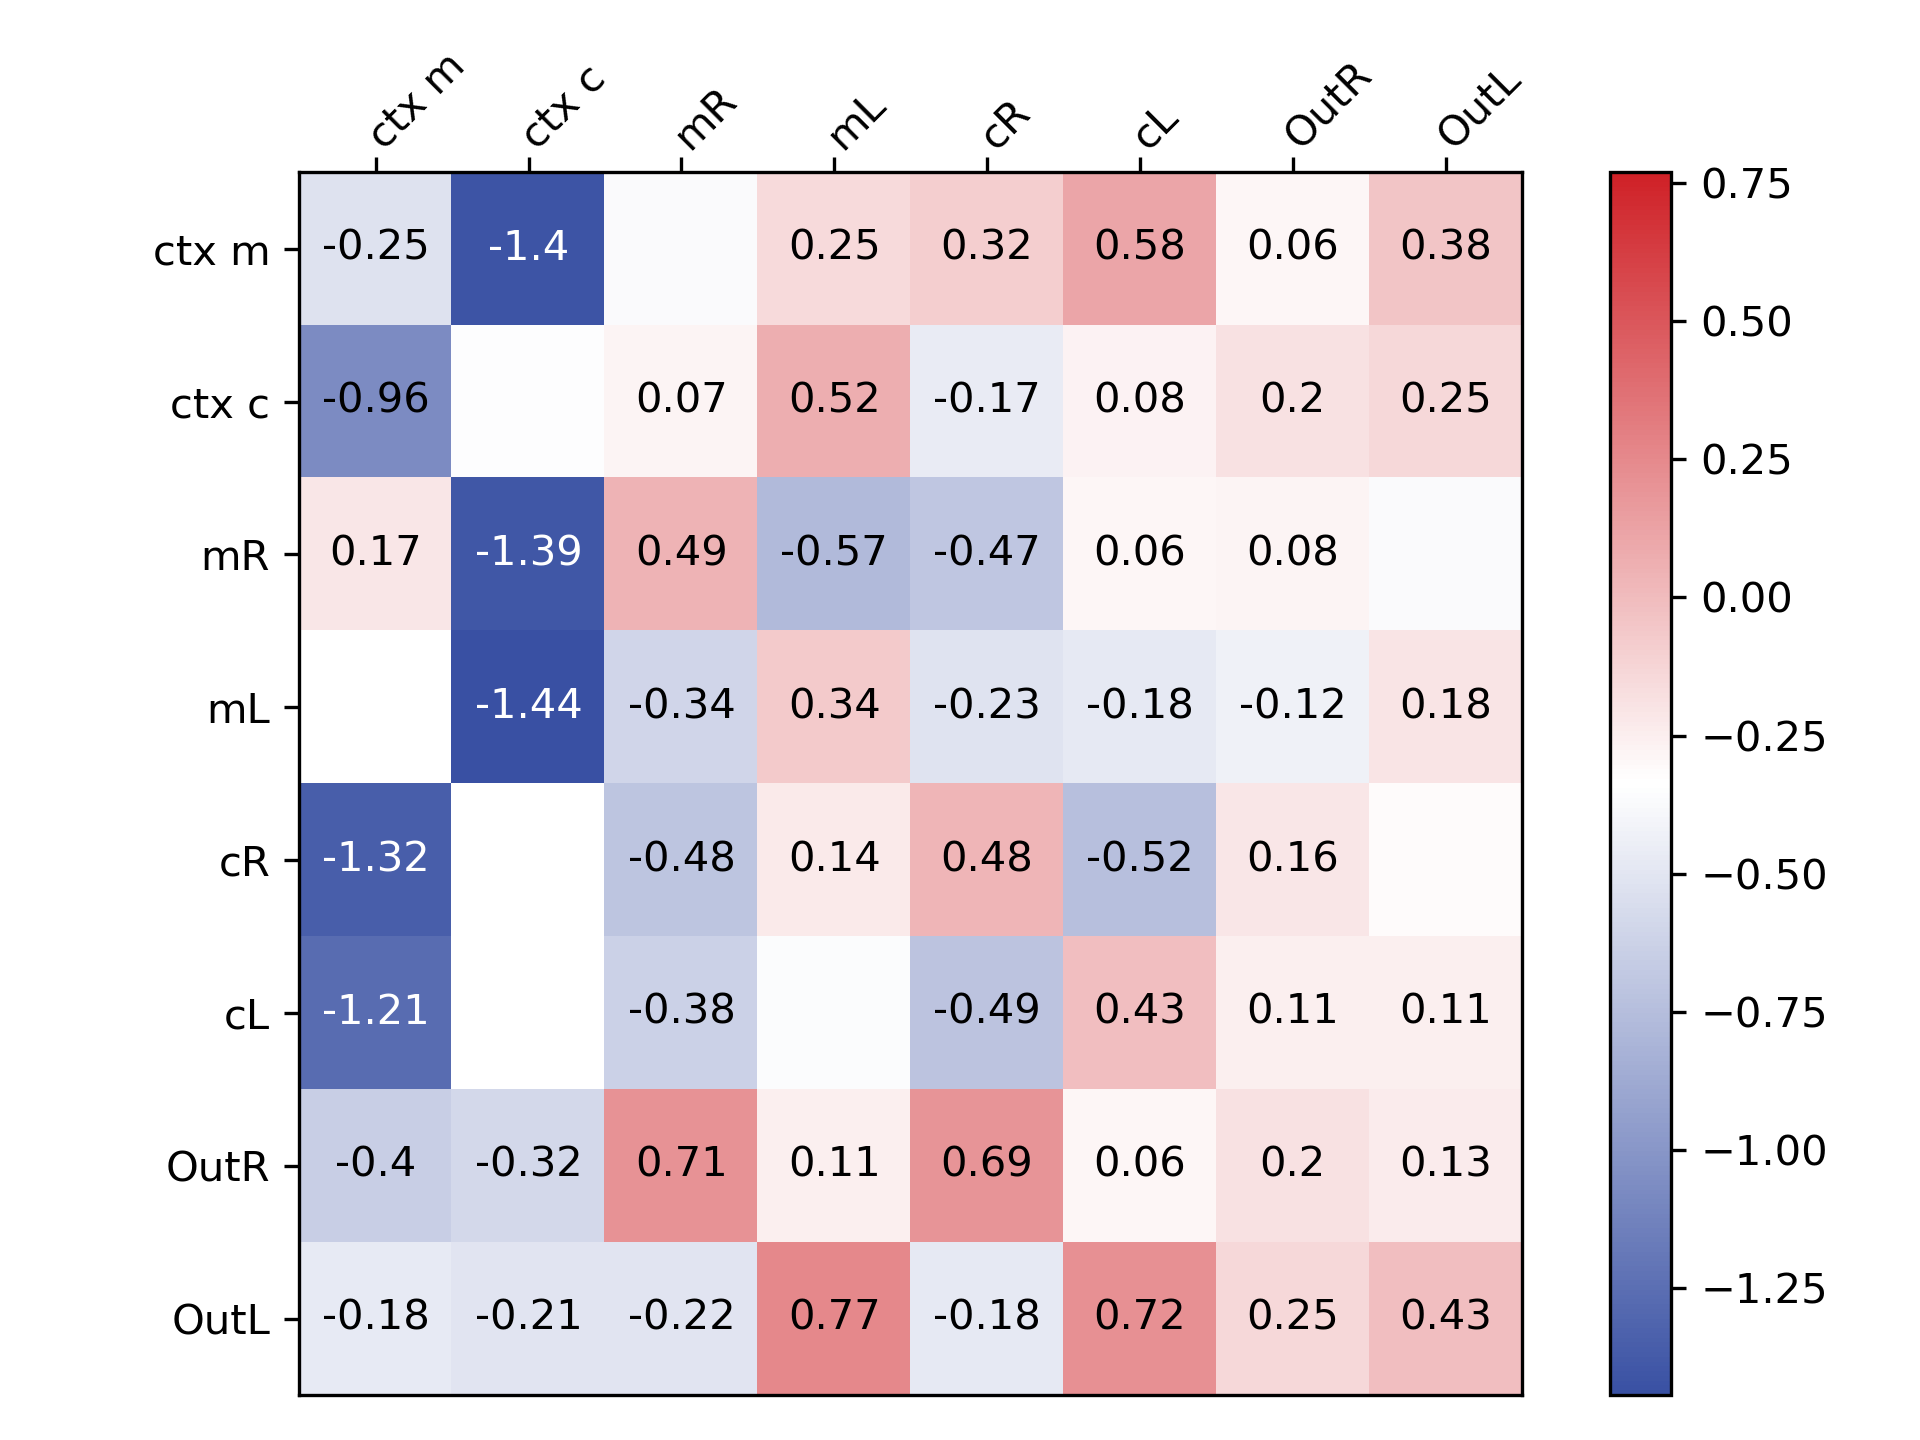 ctx m ctx c mR mL cR cL OutR OutL
ctx m -0.25 -1.4 0.25 0.32 0.58 0.06 0.38
ctx c -0.96 0.07 0.52 -0.17 0.08 0.2 0.25
mR 0.17 -1.39 0.49 -0.57 -0.47 0.06 0.08
mL -1.44 -0.34 0.34 -0.23 -0.18 -0.12 0.18
cR -1.32 -0.48 0.14 0.48 -0.52 0.16
cL -1.21 -0.38 -0.49 0.43 0.11 0.11
OutR -0.4 -0.32 0.71 0.11 0.69 0.06 0.2 0.13
OutL -0.18 -0.21 -0.22 0.77 -0.18 0.72 0.25 0.43
0.75
0.50
0.25
0.00
−0.25
−0.50
−0.75
−1.00
−1.25